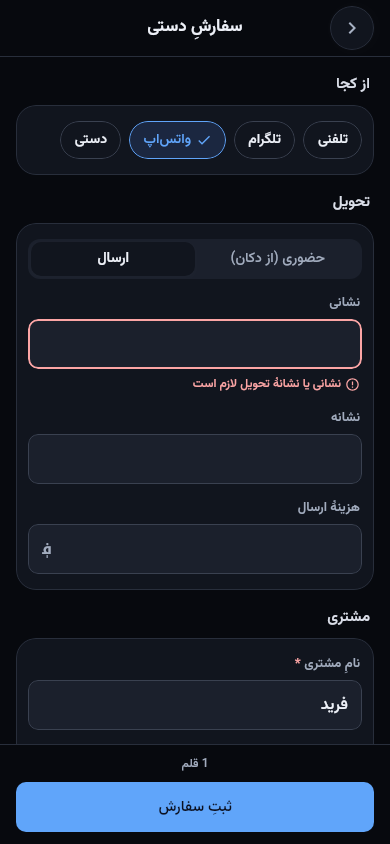 سفارشِ دستی
از کجا
تلفنی
تلگرام
واتس‌اپ
دستی
تحویل
حضوری (از دکان)
ارسال
نشانی
نشانی یا نشانهٔ تحویل لازم است
نشانه
هزینهٔ ارسال
؋
مشتری
نامِ مشتری *
فرید
1 قلم
ثبتِ سفارش